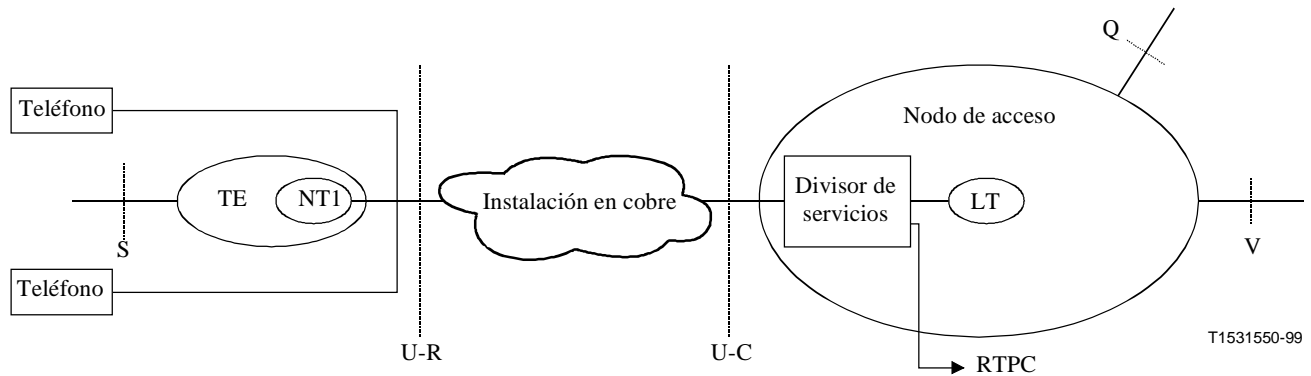 Q
Teléfono
Nodo de acceso
TE
NT1
Instalación en cobre
Divisor de
servicios
LT
S
V
Teléfono
U-R
U-C
RTPC
T1531550-99